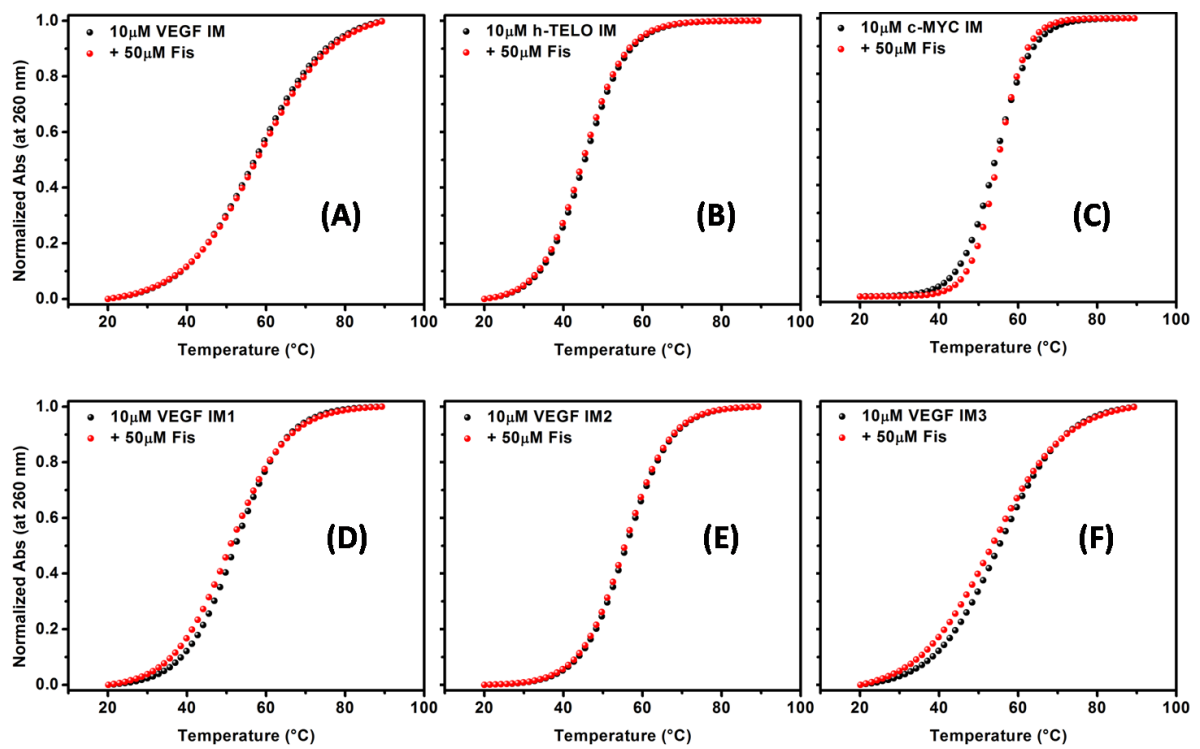 10μM VEGF IM
+ 50μM Fis
(A)
Normalized Abs (at 260 nm)
1.0
0.8
0.6
0.4
0.2
0.0
20 40 60 80 100
Temperature (°C)
10μM h-TELO IM
+ 50μM Fis
(B)
20 40 60 80 100
Temperature (°C)
10μM c-MYC IM
+ 50μM Fis
(C)
20 40 60 80 100
Temperature (°C)
10μM VEGF IM1
+ 50μM Fis
(D)
Normalized Abs (at 260 nm)
1.0
0.8
0.6
0.4
0.2
0.0
20 40 60 80 100
Temperature (°C)
10μM VEGF IM2
+ 50μM Fis
(E)
20 40 60 80 100
Temperature (°C)
10μM VEGF IM3
+ 50μM Fis
(F)
20 40 60 80 100
Temperature (°C)